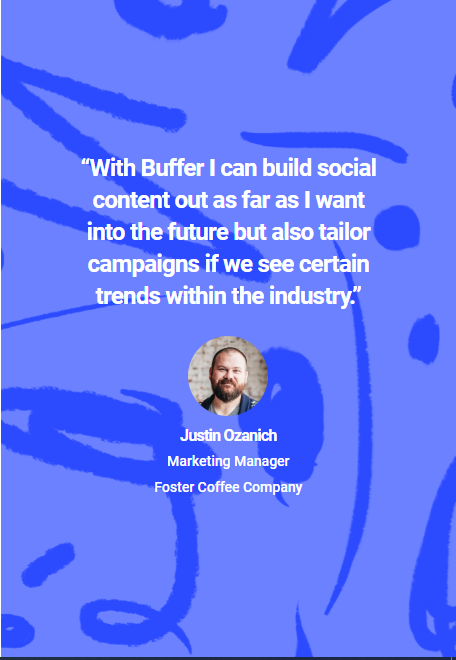 “With Buffer I can build social
content out as far as I want
into the future but also tailor
campaigns if we see certain
trends within the industry.”
Justin Ozanich
Marketing Manager
Foster Coffee Company